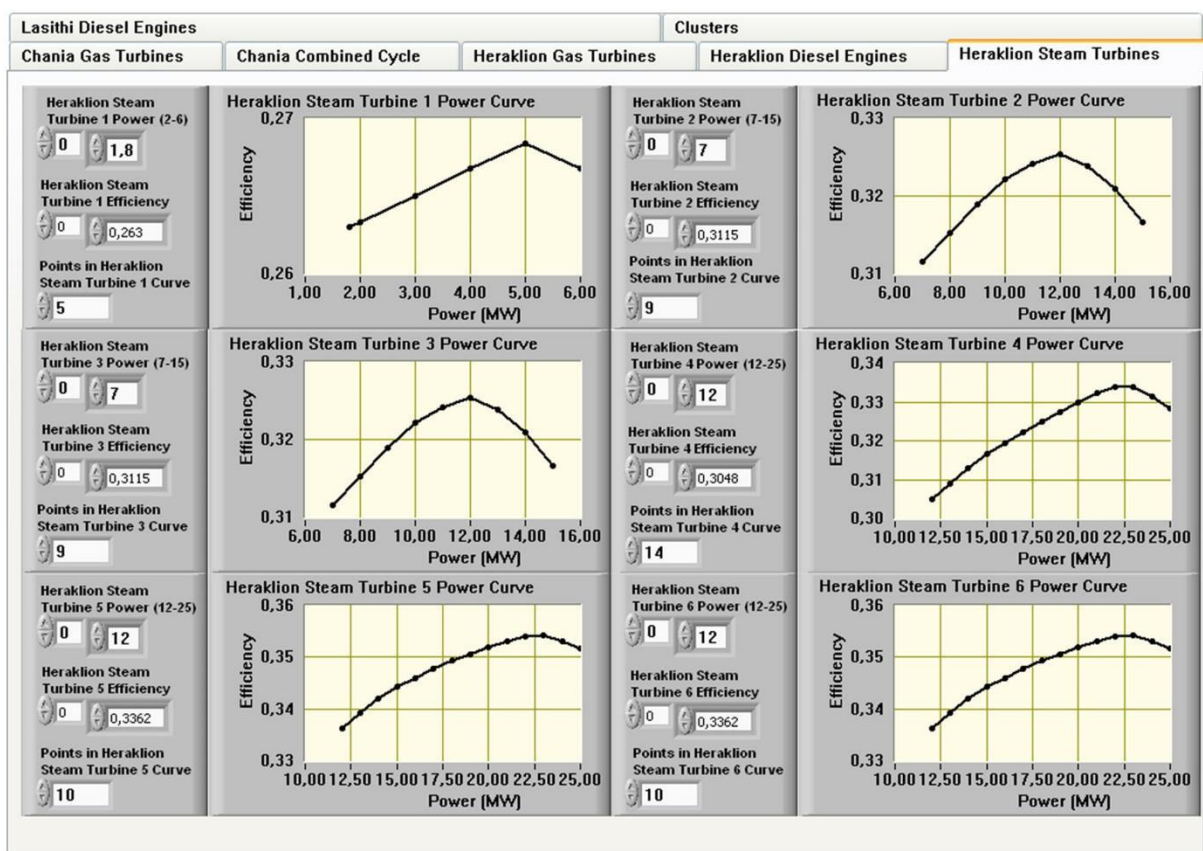 Lasithi Diesel Engines
Clusters
Chania Gas Turbines
Chania Combined Cycle
Heraklion Gas Turbines
Heraklion Diesel Engines
Heraklion Steam Turbines
Heraklion Steam
Turbine 1 Power (2-6)
0
1,8
Heraklion Steam
Turbine 1 Efficiency
0
0,263
Points in Heraklion
Steam Turbine 1 Curve
5
Heraklion Steam Turbine 1 Power Curve
Efficiency
0,27
0,26
1,00 2,00 3,00 4,00 5,00 6,00
Power (MW)
Heraklion Steam
Turbine 2 Power (7-15)
0
7
Heraklion Steam
Turbine 2 Efficiency
0
0,3115
Points in Heraklion
Steam Turbine 2 Curve
9
Heraklion Steam Turbine 2 Power Curve
Efficiency
0,33
0,32
0,31
6,00 8,00 10,00 12,00 14,00 16,00
Power (MW)
Heraklion Steam
Turbine 3 Power (7-15)
0
7
Heraklion Steam
Turbine 3 Efficiency
0
0,3115
Points in Heraklion
Steam Turbine 3 Curve
9
Heraklion Steam Turbine 3 Power Curve
Efficiency
0,33
0,32
0,31
6,00 8,00 10,00 12,00 14,00 16,00
Power (MW)
Heraklion Steam
Turbine 4 Power (12-25)
0
12
Heraklion Steam
Turbine 4 Efficiency
0
0,3048
Points in Heraklion
Steam Turbine 4 Curve
14
Heraklion Steam Turbine 4 Power Curve
Efficiency
0,34
0,33
0,32
0,31
0,30
10,00 12,50 15,00 17,50 20,00 22,50 25,00
Power (MW)
Heraklion Steam
Turbine 5 Power (12-25)
0
12
Heraklion Steam
Turbine 5 Efficiency
0
0,3362
Points in Heraklion
Steam Turbine 5 Curve
10
Heraklion Steam Turbine 5 Power Curve
Efficiency
0,36
0,35
0,34
0,33
10,00 12,50 15,00 17,50 20,00 22,50 25,00
Power (MW)
Heraklion Steam
Turbine 6 Power (12-25)
0
12
Heraklion Steam
Turbine 6 Efficiency
0
0,3362
Points in Heraklion
Steam Turbine 6 Curve
10
Heraklion Steam Turbine 6 Power Curve
Efficiency
0,36
0,35
0,34
0,33
10,00 12,50 15,00 17,50 20,00 22,50 25,00
Power (MW)